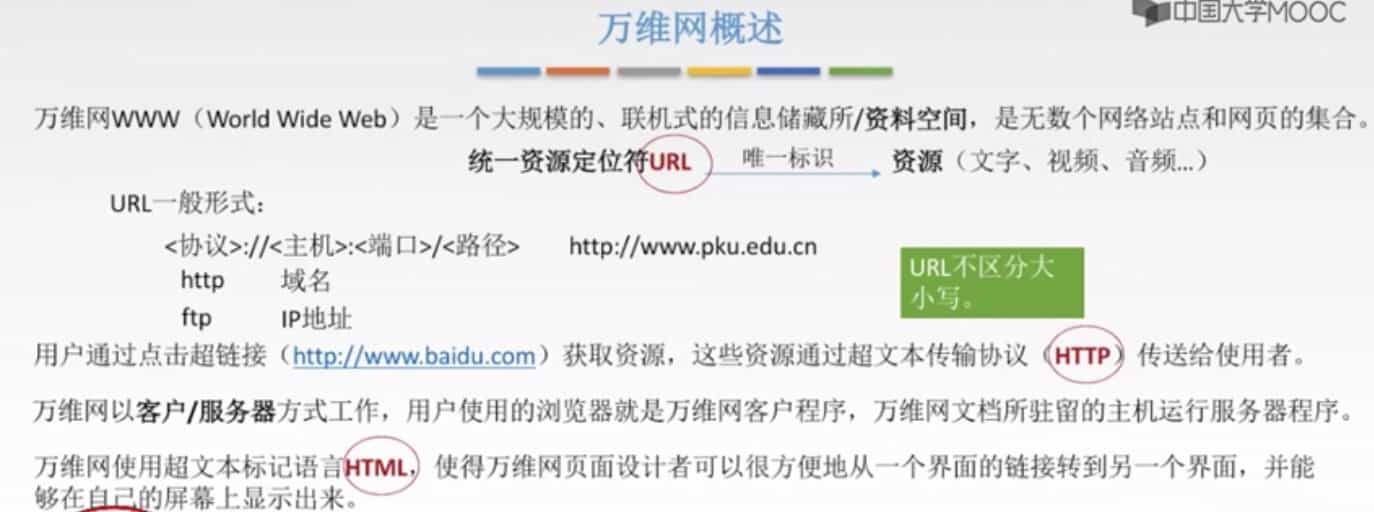 中国大学MOOC
万维网概述
万维网WWW（World Wide Web）是一个大规模的、联机式的信息储藏所/资料空间，是无数个网络站点和网页的集合。
统一资源定位符URL 唯一标识 资源（文字、视频、音频...）
URL一般形式：
<协议>://<主机>:<端口>/<路径> http://www.pku.edu.cn
http 域名
URL不区分大
小写。
ftp IP地址
用户通过点击超链接（http://www.baidu.com）获取资源，这些资源通过超文本传输协议（HTTP）传送给使用者。
万维网以客户/服务器方式工作，用户使用的浏览器就是万维网客户程序，万维网文档所驻留的主机运行服务器程序。
万维网使用超文本标记语言HTML，使得万维网页面设计者可以很方便地从一个界面的链接转到另一个界面，并能
够在自己的屏幕上显示出来。